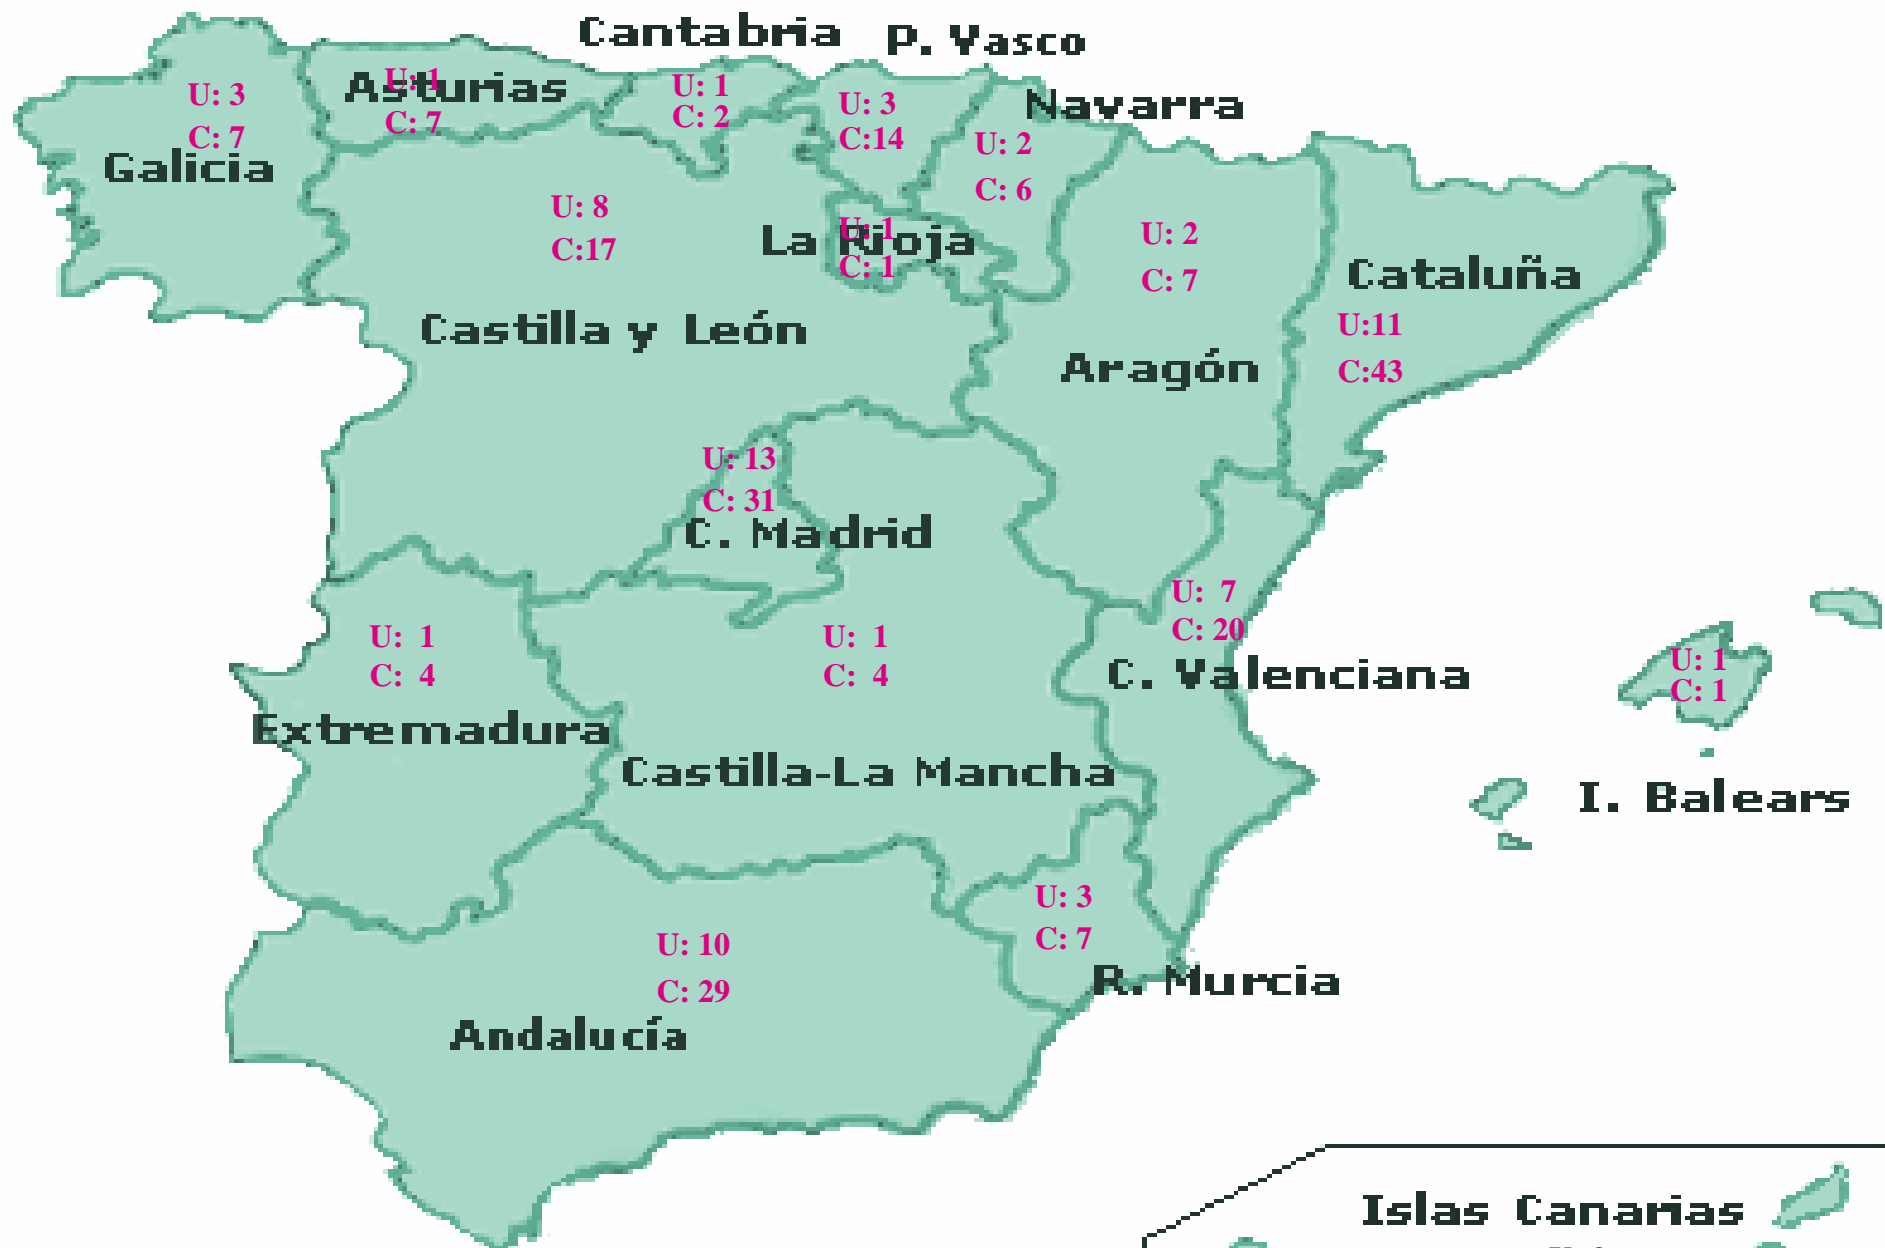 Cantabria
P. Vasco
Asturias
U: 1
C: 7
U: 1
C: 2
U: 3
C: 7
Galicia
U: 3
C:14
Navarra
U: 2
C: 6
U: 8
C:17
La Rioja
U: 1
C: 1
U: 2
C: 7
Cataluña
U:11
C:43
Castilla y León
Aragón
U: 13
C: 31
C. Madrid
U: 7
C: 20
C. Valenciana
U: 1
C: 4
Extremadura
U: 1
C: 4
Castilla-La Mancha
U: 1
C: 1
I. Balears
U: 3
C: 7
R. Murcia
U: 10
C: 29
Andalucía
Islas Canarias